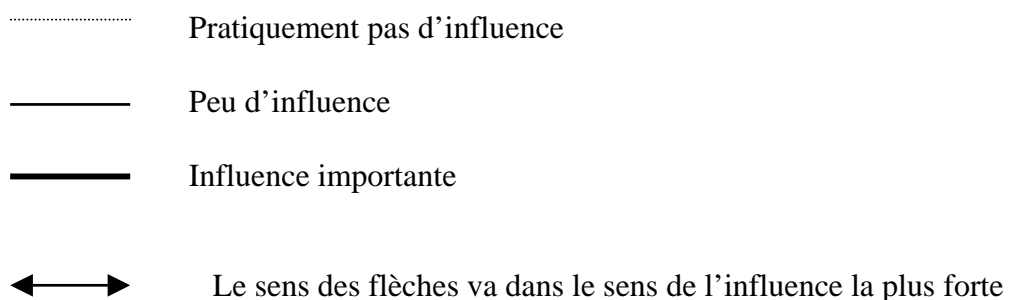 Pratiquement pas d’influence
Peu d’influence
Influence importante
Le sens des flèches va dans le sens de l’influence la plus forte